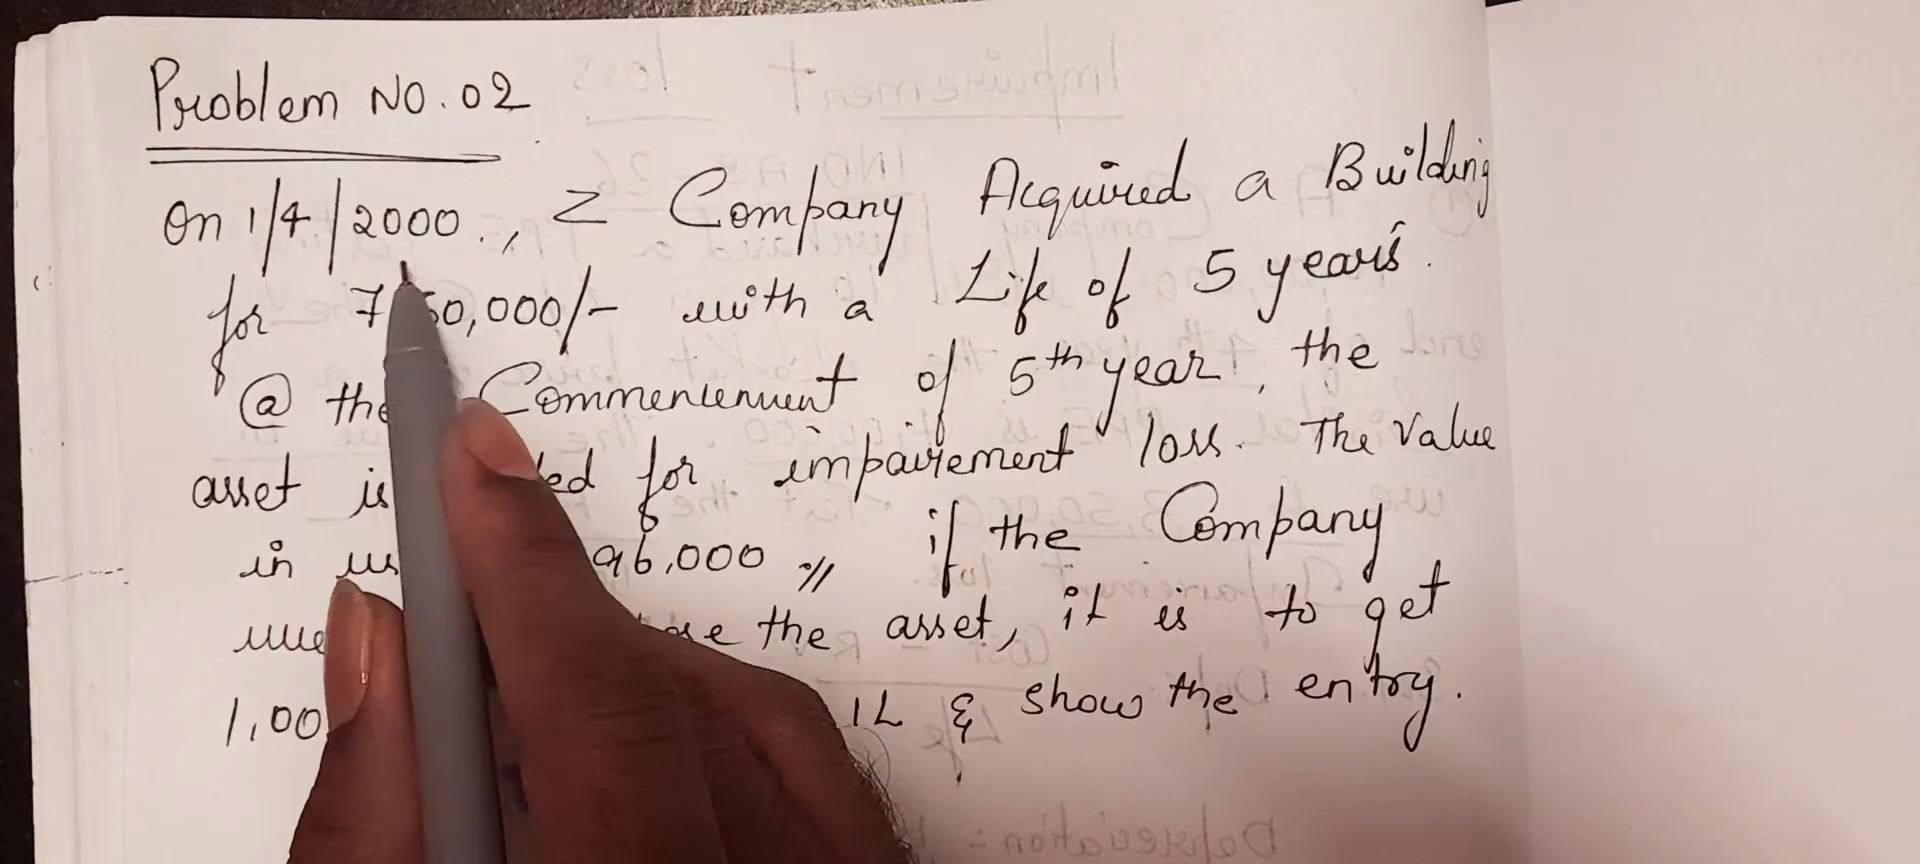 Problem NO. 02
On 1/4/2000., Z Company Acquired a Building
for 50,000/- with a Life of 5 years.
@ the Commencement of 5th year, the
asset is for impairement loss. The Value
in 96,000 if the Company
the asset, it is to get
1,00 IL & show the entry.